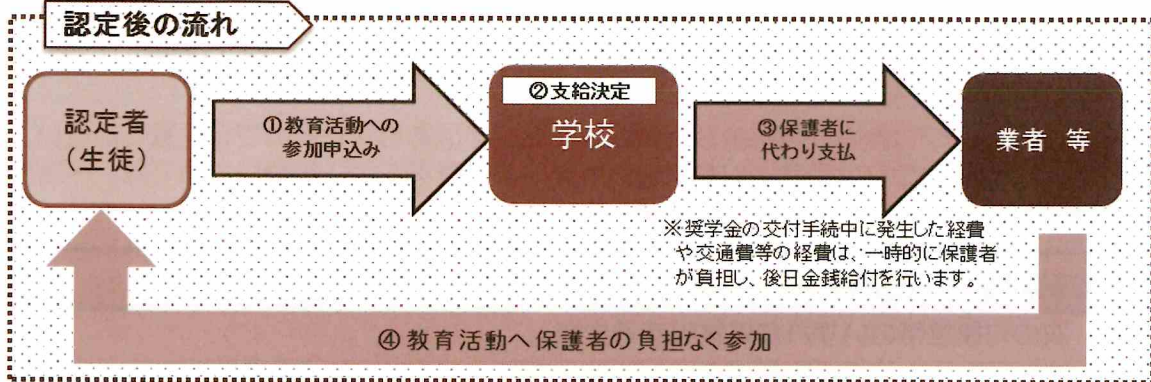 認定後の流れ
認定者
(生徒)
①教育活動への
参加申込み
②支給決定
学校
③保護者に
代わり支払
業者 等
※奨学金の交付手続中に発生した経費
や交通費等の経費は、一時的に保護者
が負担し、後日金銭給付を行います。
④教育活動へ保護者の負担なく参加